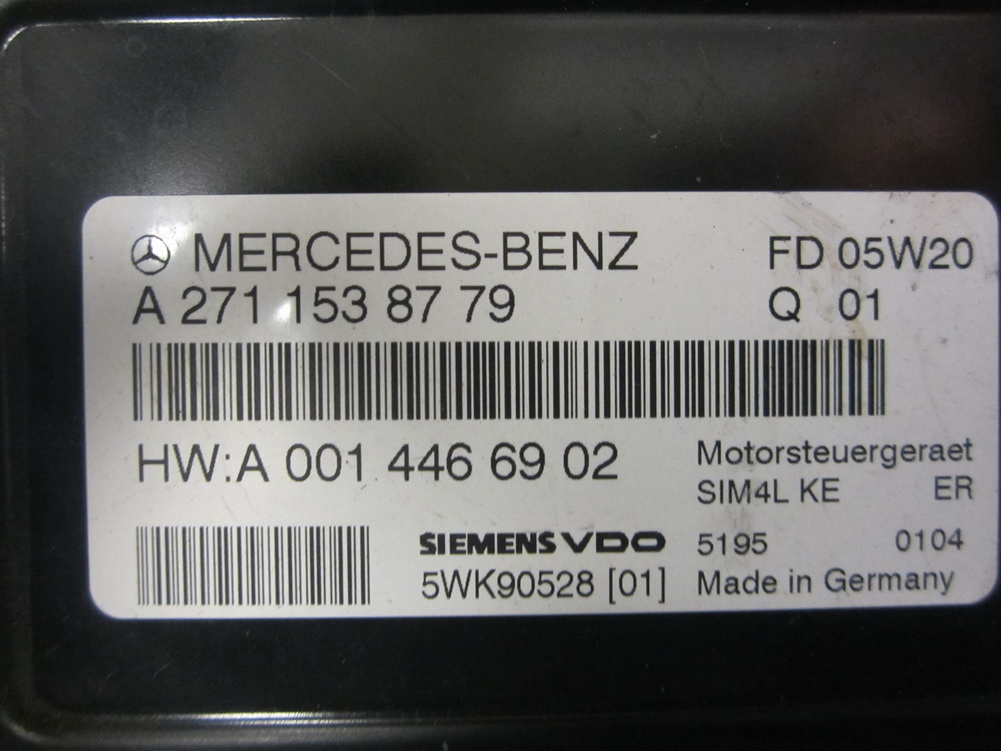 MERCEDES-BENZ FD 05W20
A 271 153 87 79 Q 01
HW:A 001 446 69 02
Motorsteuergeraet
SIM4L KE ER
SIEMENS VDO 5195 0104
5WK90528 [01] Made in Germany